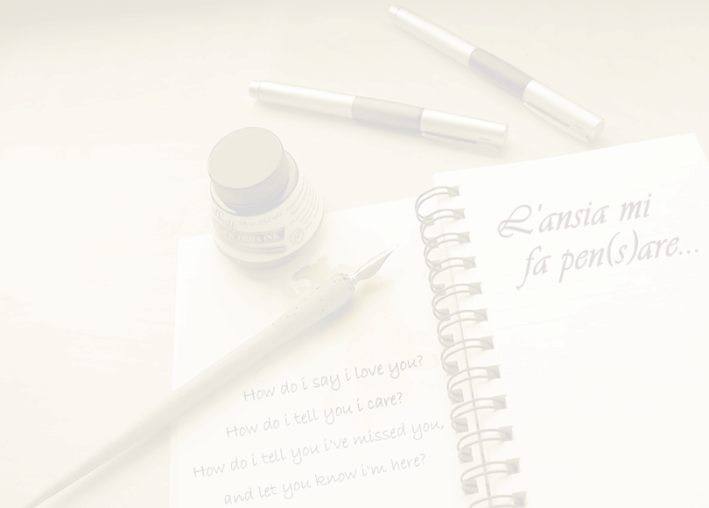 L'ansia mi
fa pen(s)are...
How do i say i love you?
How do i tell you i care?
How do i tell you i've missed you,
and let you know i'm here?